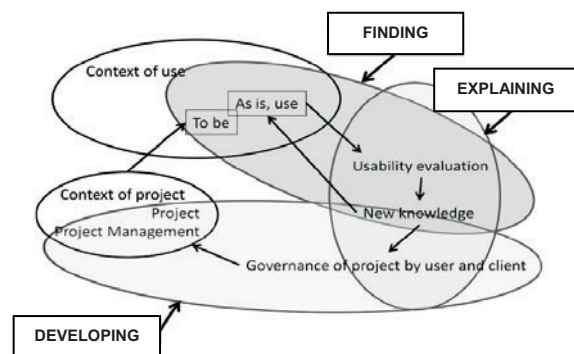 FINDING
Context of use
EXPLAINING
As is, use
To be
Usability evaluation
Context of project
Project
New knowledge
Project Management
Governance of project by user and client
DEVELOPING